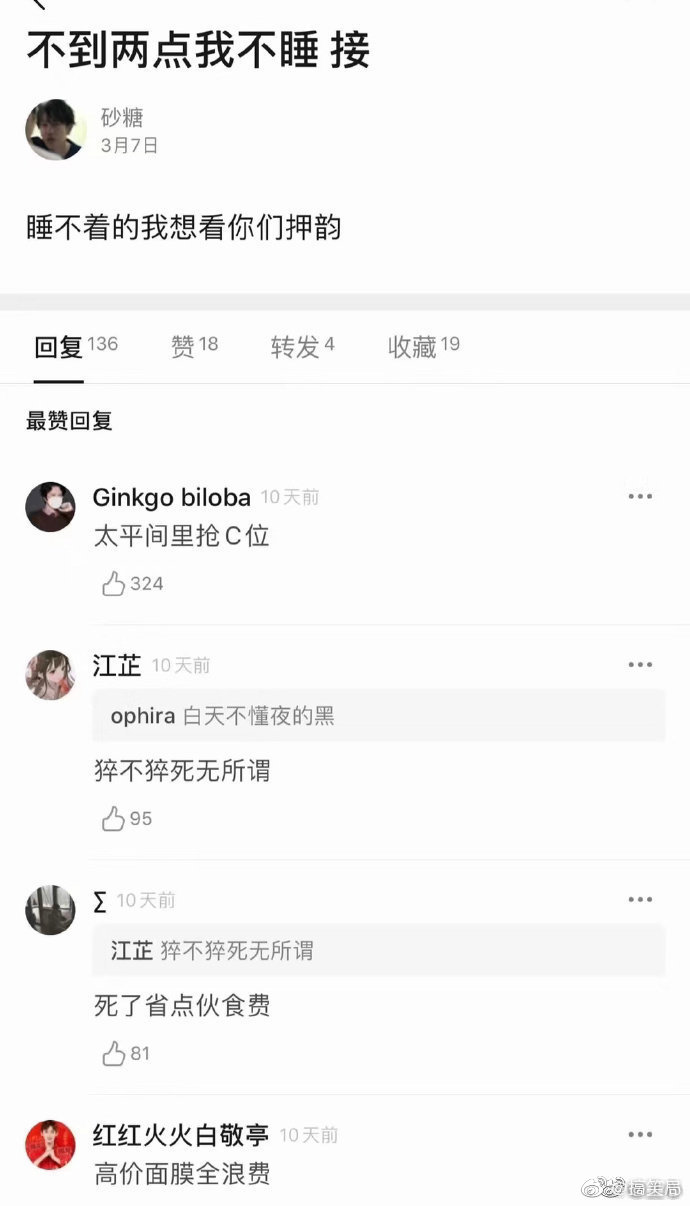 不到两点我不睡 接
砂糖
3月7日
睡不着的我想看你们押韵
回复 136 赞 18 转发 4 收藏 19
最赞回复
Ginkgo biloba 10天前
太平间里抢C位
324
江芷 10天前
ophira 白天不懂夜的黑
猝不猝死无所谓
95
∑ 10天前
江芷 猝不猝死无所谓
死了省点伙食费
81
红红火火白敬亭 10天前
高价面膜全浪费